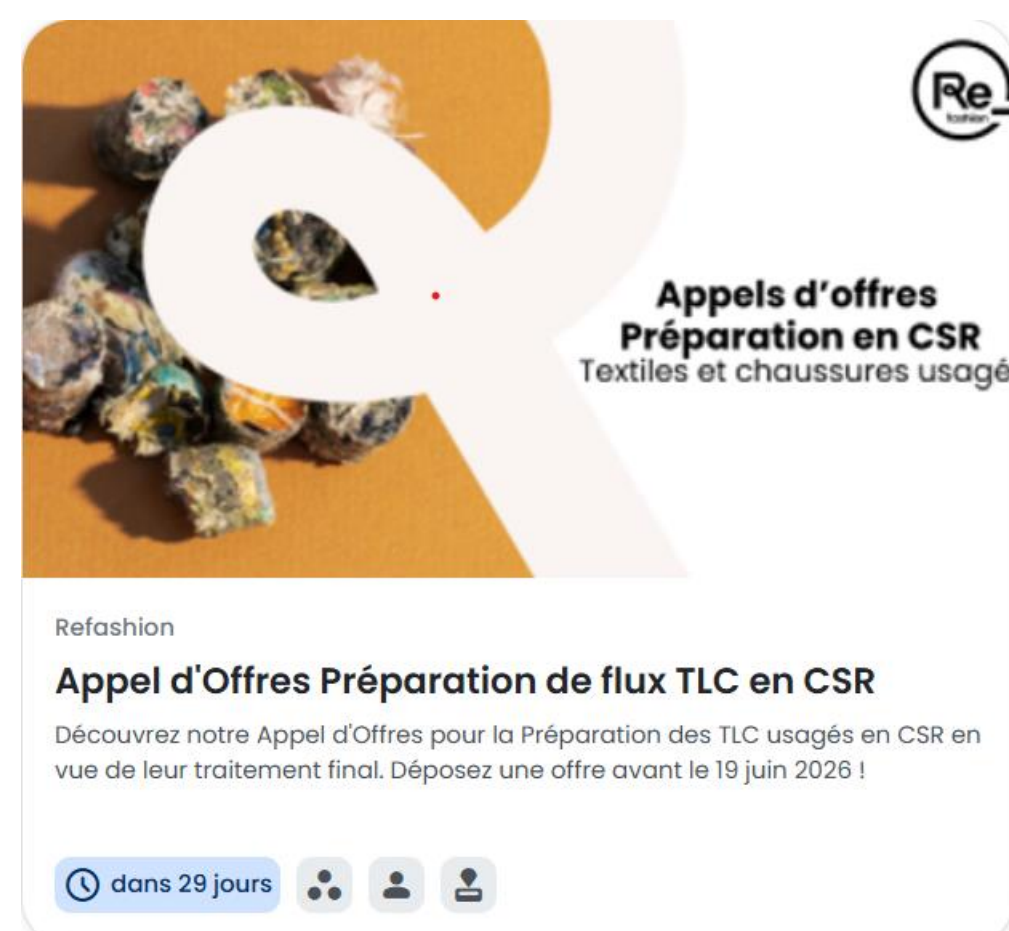 Re_
fashion
Appels d'offres
Préparation en CSR
Textiles et chaussures usagé
Refashion
Appel d'Offres Préparation de flux TLC en CSR
Découvrez notre Appel d'Offres pour la Préparation des TLC usagés en CSR en
vue de leur traitement final. Déposez une offre avant le 19 juin 2026 !
dans 29 jours